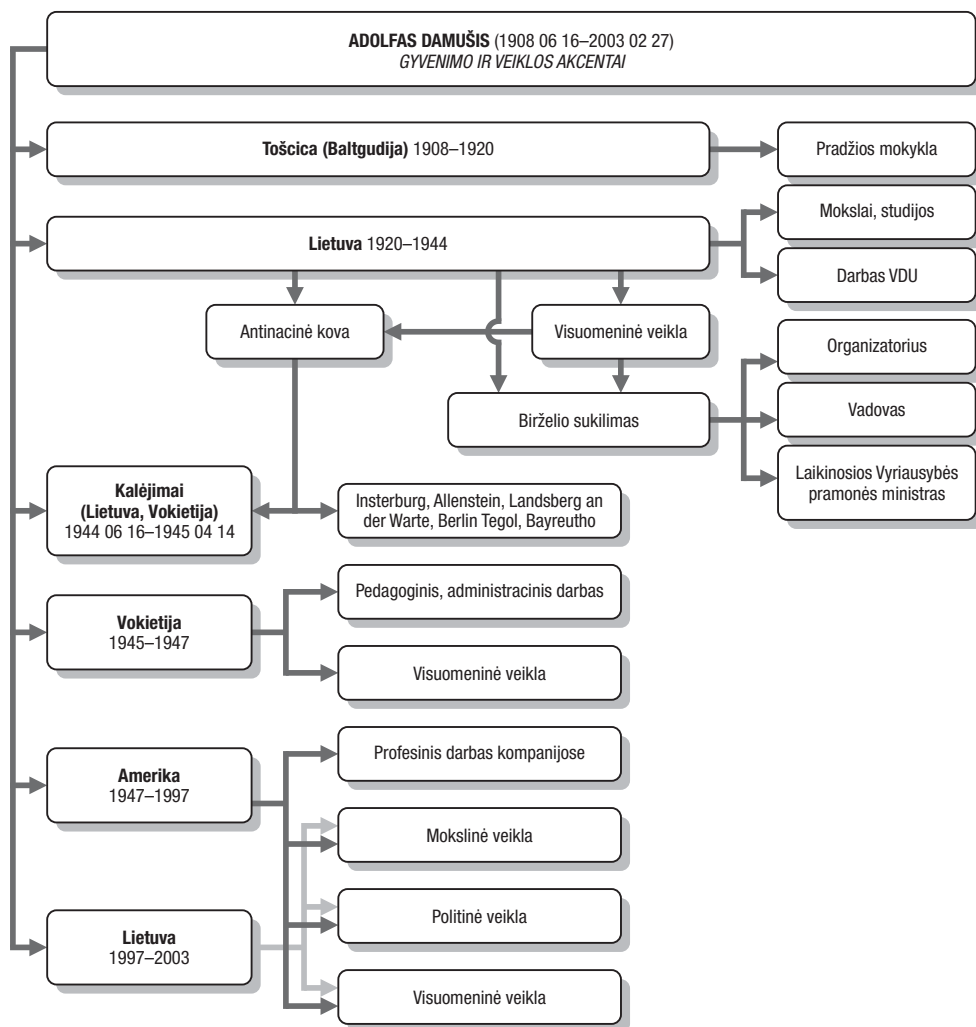 ADOLFAS DAMUŠIS (1908 06 16–2003 02 27)
GYVENIMO IR VEIKLOS AKCENTAI
Tošcica (Baltgudija) 1908–1920
Pradžios mokykla
Lietuva 1920–1944
Mokslai, studijos
Darbas VDU
Antinacinė kova
Visuomeninė veikla
Birželio sukilimas
Organizatorius
Vadovas
Laikinosios Vyriausybės
pramonės ministras
Kalėjimai
(Lietuva, Vokietija)
1944 06 16–1945 04 14
Insterburg, Allenstein, Landsberg an
der Warte, Berlin Tegol, Bayreutho
Vokietija
1945–1947
Pedagoginis, administracinis darbas
Visuomeninė veikla
Amerika
1947–1997
Profesinis darbas kompanijose
Mokslinė veikla
Politinė veikla
Lietuva
1997–2003
Visuomeninė veikla